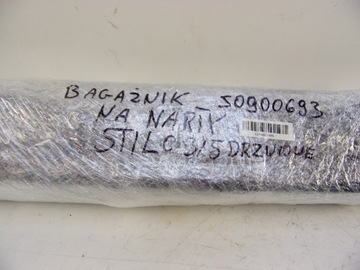 BAGAŻNIK 50900693
NA NARTY
STILO 3/5 DRZWIOWE